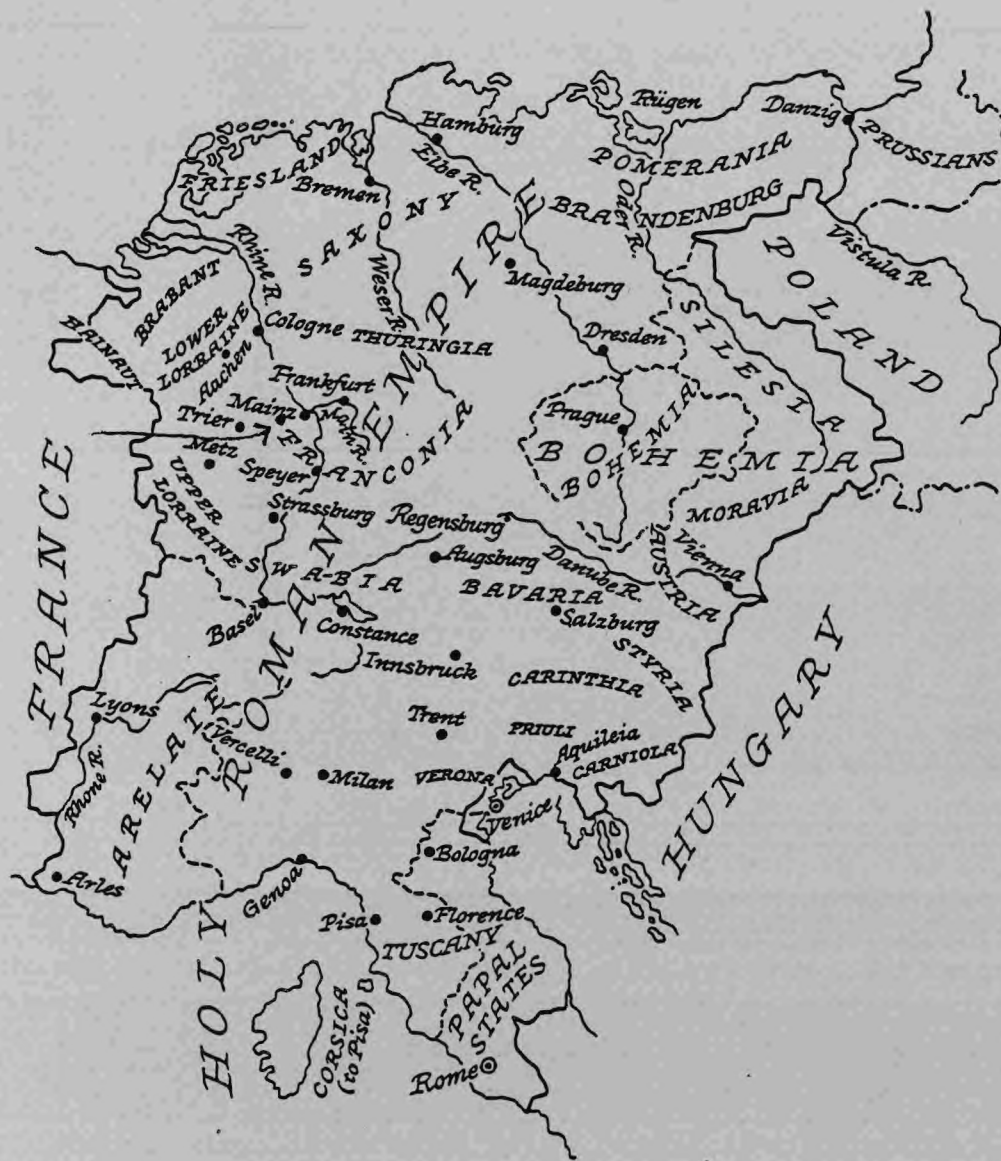 Rügen
Danzig
Hamburg
PRUSSIANS
Elbe R.
POMERANIA
FRIESLAND
Bremen
Oder R.
BRANDENBURG
SAXONY
Weser R.
Vistula R.
POLAND
Rhine R.
Magdeburg
BRABANT
HAINAUT
LOWER
LORRAINE
Cologne
THURINGIA
Dresden
SILESIA
Aachen
Frankfurt
Mainz
Main R.
Trier
Prague
BOHEMIA
BOHEMIA
FRANCONIA
Metz
Speyer
MORAVIA
UPPER
LORRAINE
Strassburg
Regensburg
FRANCE
Augsburg
Danube R.
AUSTRIA
Vienna
SWA-BIA
BAVARIA
Basel
Constance
Salzburg
Innsbruck
STYRIA
CARINTHIA
Lyons
Trent
PRIULI
Aquileia
CARNIOLA
Vercelli
Milan
VERONA
Rhone R.
ARELATE
Venice
HUNGARY
Bologna
Arles
Genoa
Pisa
Florence
TUSCANY
HOLY ROMAN EMPIRE
PAPAL
STATES
CORSICA
(to Pisa)
Rome